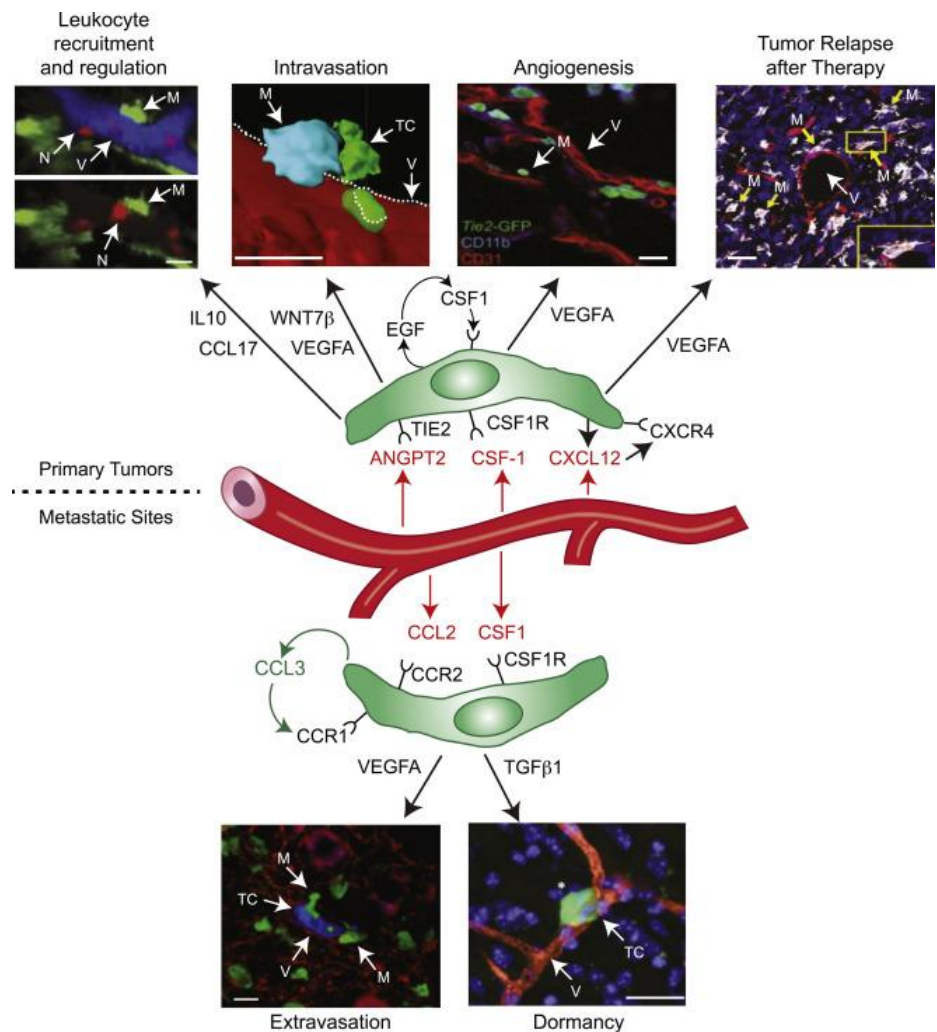 Leukocyte
recruitment
and regulation
Intravasation
Angiogenesis
Tumor Relapse
after Therapy
M
N
V
M
N
M
TC
V
M
V
Tie2-GFP
CD11b
CD31
M
M
M
M
M
V
IL10
CCL17
WNT7β
VEGFA
EGF
CSF1
VEGFA
VEGFA
TIE2
CSF1R
CXCR4
ANGPT2
CSF-1
CXCL12
Primary Tumors
Metastatic Sites
CCL2
CSF1
CCL3
CCR2
CSF1R
CCR1
VEGFA
TGFβ1
M
TC
V
M
*
TC
V
Extravasation
Dormancy